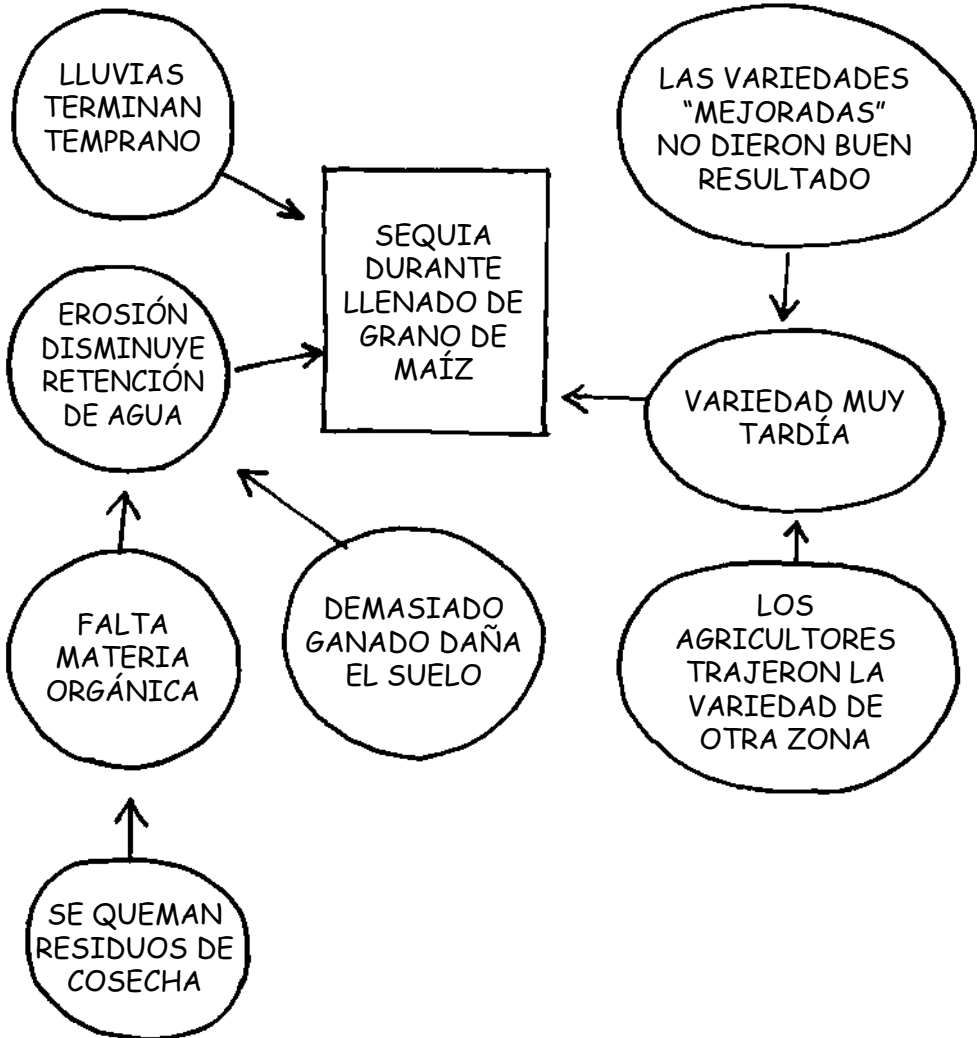 LLUVIAS
TERMINAN
TEMPRANO
LAS VARIEDADES
"MEJORADAS"
NO DIERON BUEN
RESULTADO
SEQUIA
DURANTE
LLENADO DE
GRANO DE
MAÍZ
EROSIÓN
DISMINUYE
RETENCIÓN
DE AGUA
VARIEDAD MUY
TARDÍA
FALTA
MATERIA
ORGÁNICA
DEMASIADO
GANADO DAÑA
EL SUELO
LOS
AGRICULTORES
TRAJERON LA
VARIEDAD DE
OTRA ZONA
SE QUEMAN
RESIDUOS DE
COSECHA